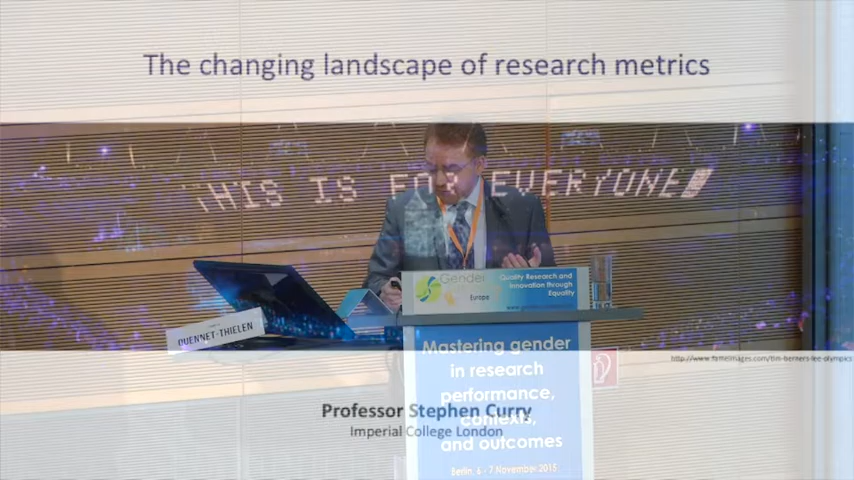 The changing landscape of research metrics
THIS IS FOR EVERYONE
Gender
Europe
Quality Research and
Innovation through
Equality
QUENNET-THIELEN
http://www.fameimages.com/tim-berners-lee-olympics
Mastering gender
in research
performance,
contexts,
and outcomes
Berlin, 6 - 7 November 2015
Professor Stephen Curry
Imperial College London